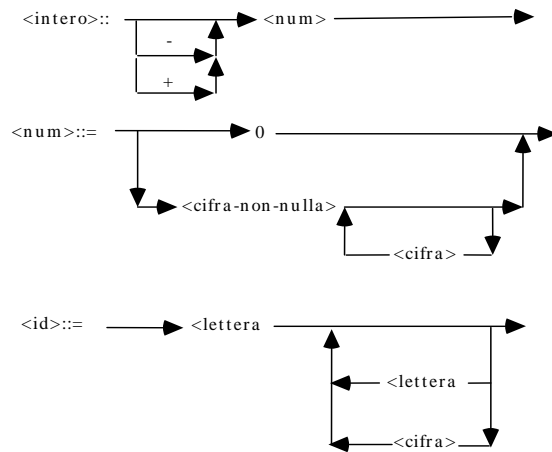 <intero>:: <num>
-
+
<num>::= 0
<cifra-non-nulla>
<cifra>
<id>::= <lettera
<lettera
<cifra>